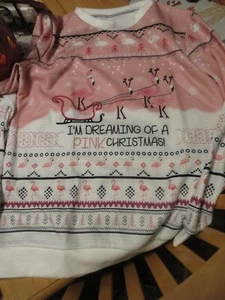 I'M DREAMING OF A
PINK CHRISTMAS!